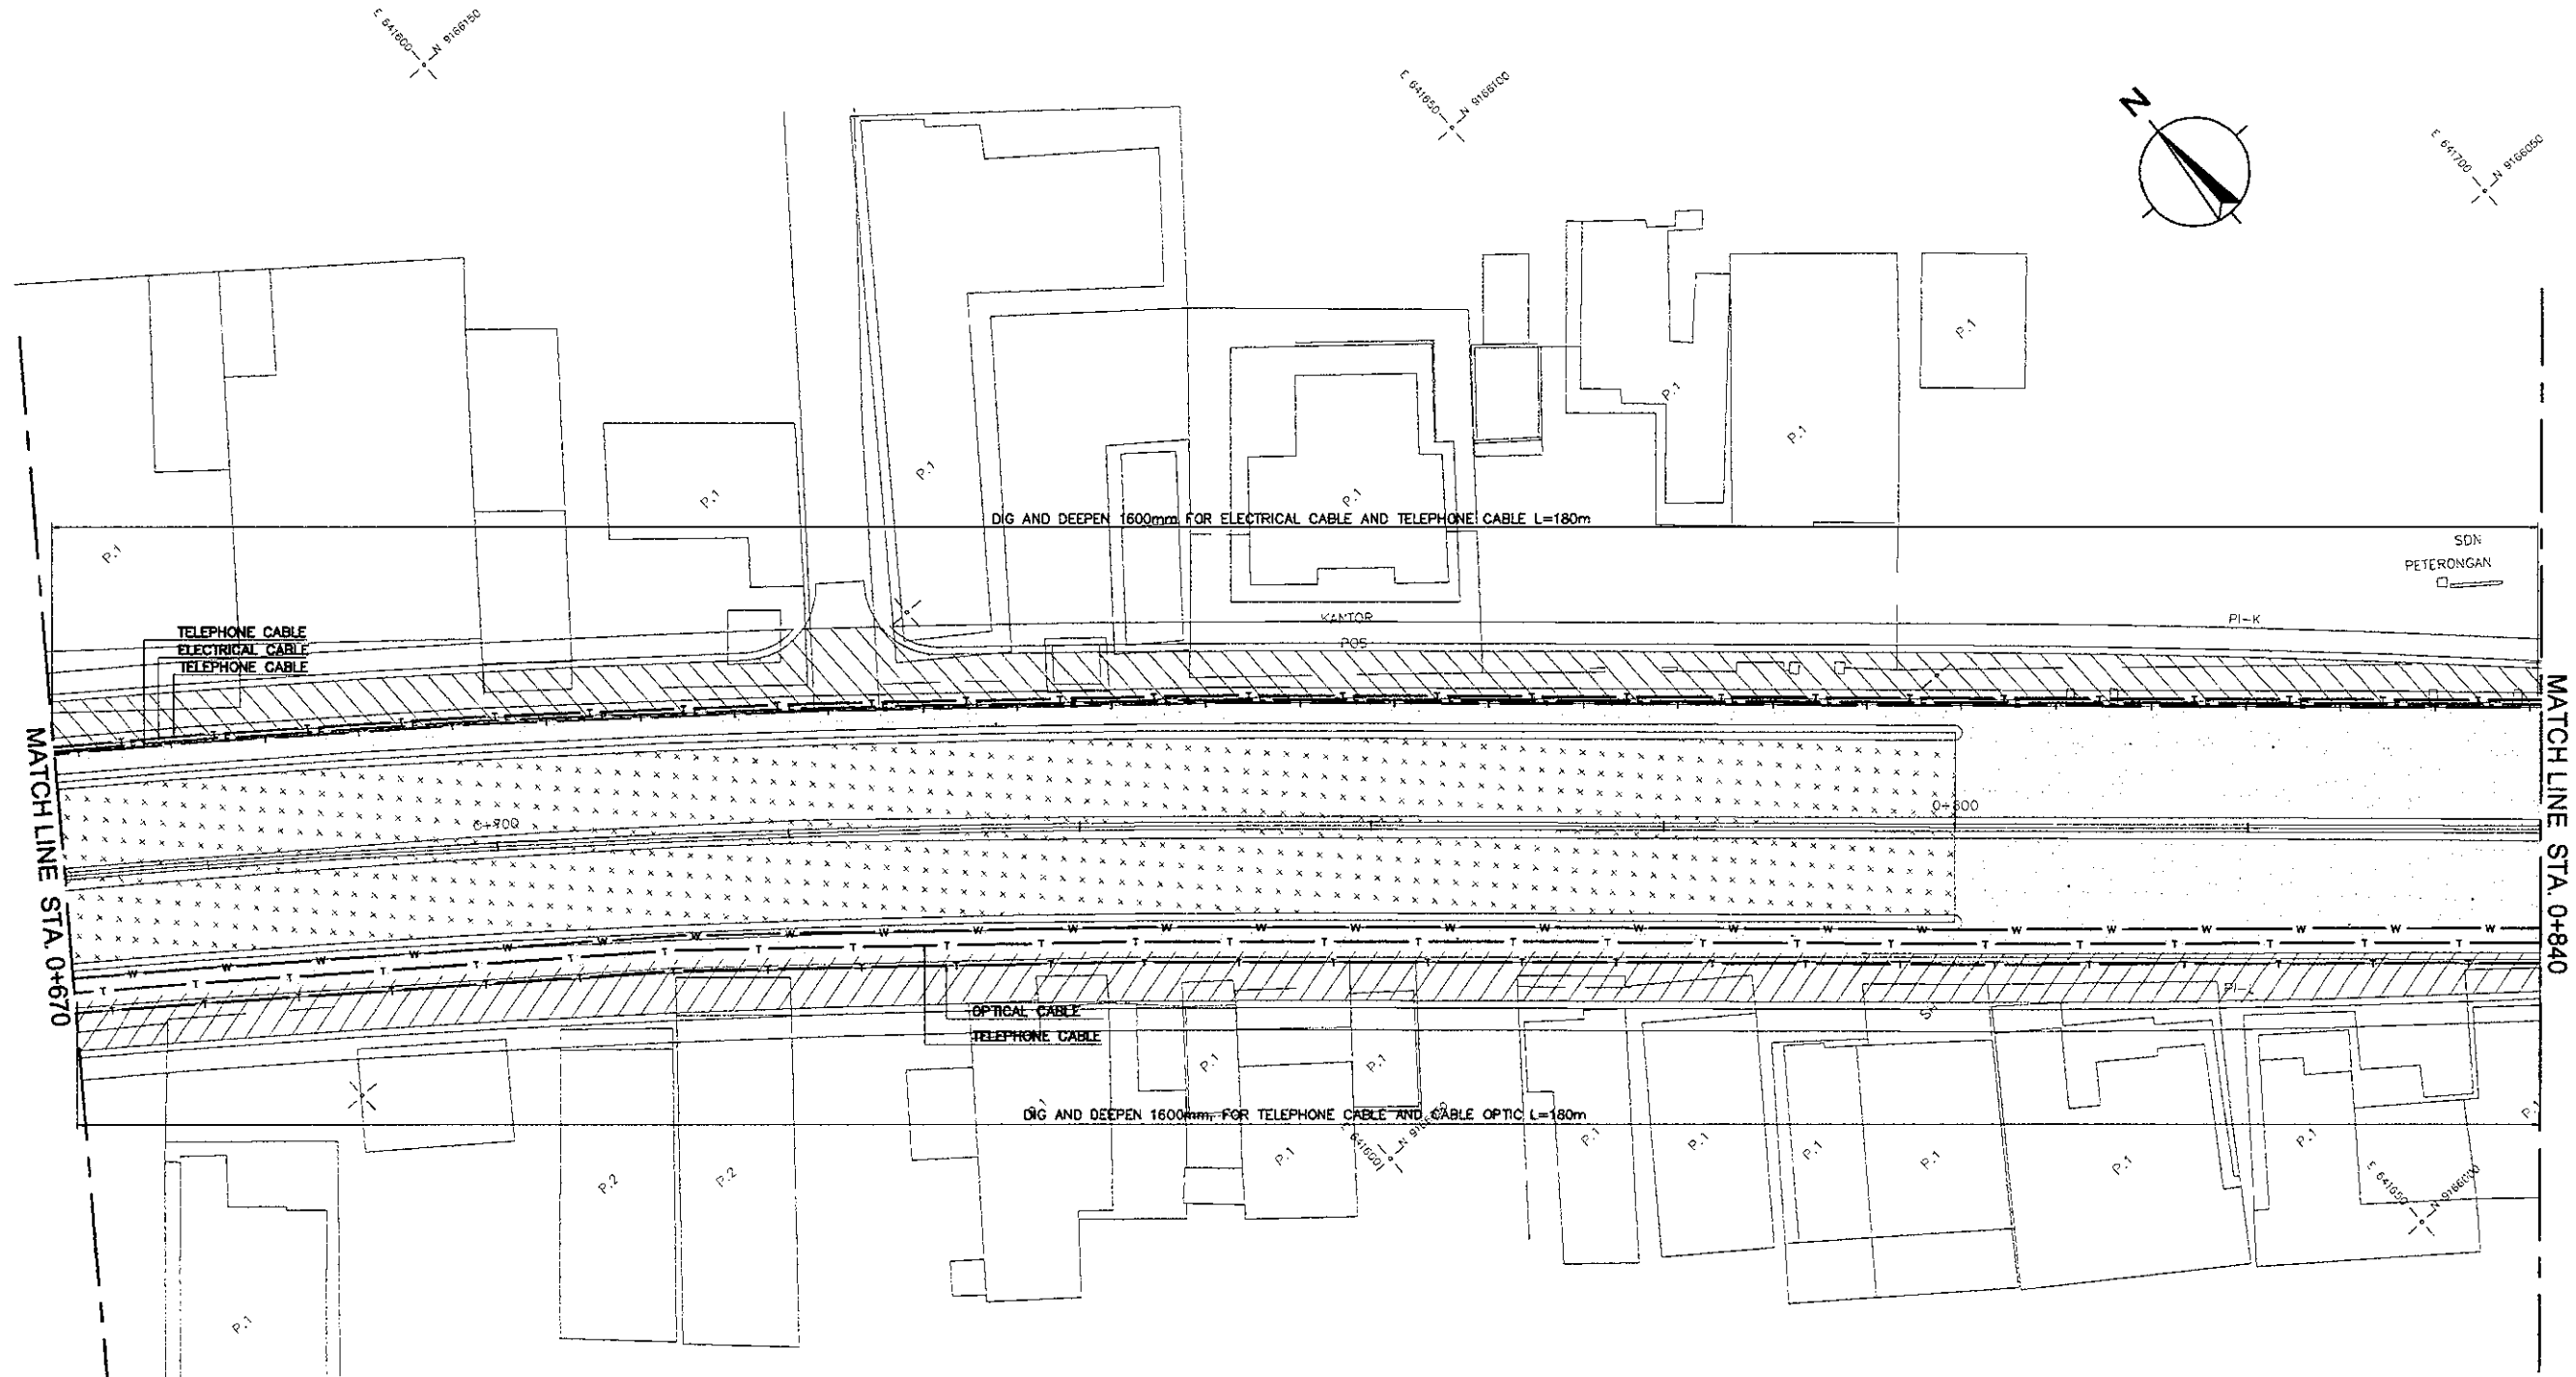 E 641600
N 9166150
E 641650
N 9166100
N
E 641700
N 9166050
P.1
P.1
P.1
P.1
P.1
P.1
P.1
P.1
DIG AND DEEPEN 1600mm FOR ELECTRICAL CABLE AND TELEPHONE CABLE L=180m
SDN
PETERONGAN
KANTOR
POS
PI-K
TELEPHONE CABLE
ELECTRICAL CABLE
TELEPHONE CABLE
T E T E T E T E T E T E
MATCH LINE STA. 0+670
MATCH LINE STA. 0+840
0+700
0+800
W W W W W W W W W W W W
T T T T T T T T T T T T
OPTICAL CABLE
TELEPHONE CABLE
P.1
P.1
DIG AND DEEPEN 1600mm, FOR TELEPHONE CABLE AND CABLE OPTIC L=180m
E 641600
P.1
P.1
P.1
P.1
P.1
P.1
P.1
P.1
P.2
P.2
E 641650
N 9166000
P.1